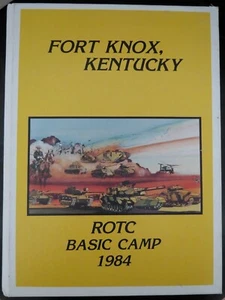 FORT KNOX,
KENTUCKY
ROTC
BASIC CAMP
1984